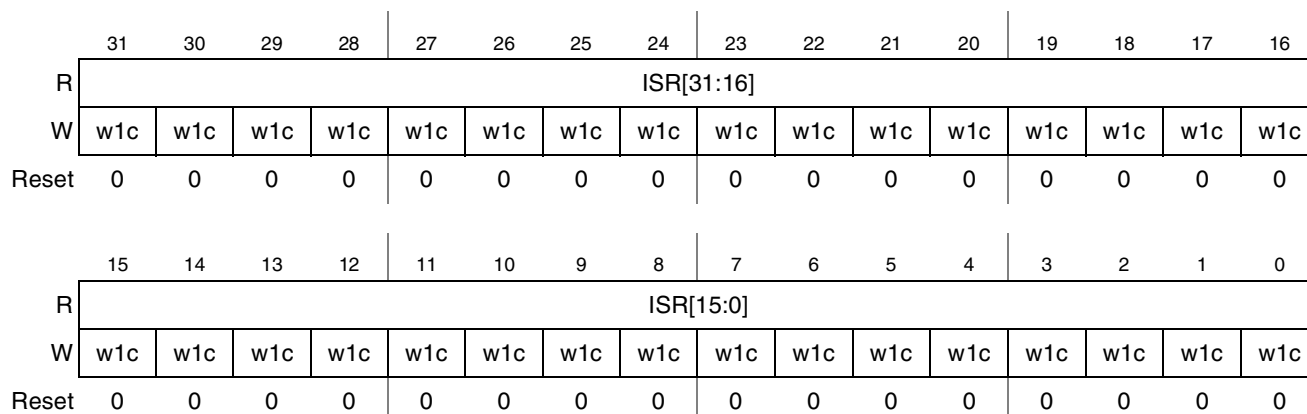 31 30 29 28 27 26 25 24 23 22 21 20 19 18 17 16
R ISR[31:16]
W w1c w1c w1c w1c w1c w1c w1c w1c w1c w1c w1c w1c w1c w1c w1c w1c
Reset 0 0 0 0 0 0 0 0 0 0 0 0 0 0 0 0
15 14 13 12 11 10 9 8 7 6 5 4 3 2 1 0
R ISR[15:0]
W w1c w1c w1c w1c w1c w1c w1c w1c w1c w1c w1c w1c w1c w1c w1c w1c
Reset 0 0 0 0 0 0 0 0 0 0 0 0 0 0 0 0